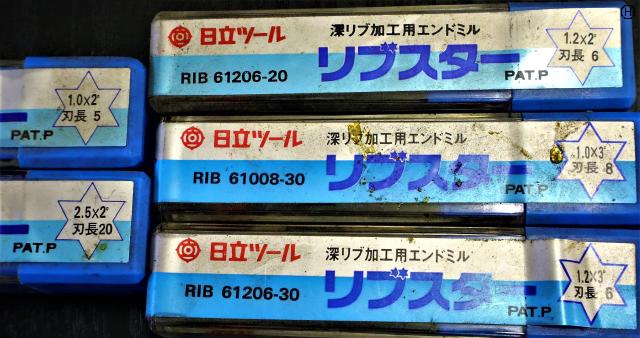 1.0×2°
刃長 5
PAT.P
2.5×2°
刃長20
PAT.P
日立ツール
深リブ加工用エンドミル
RIB 61206-20
リブスター
PAT.P
1.2×2°
刃長 6
日立ツール
深リブ加工用エンドミル
RIB 61008-30
リブスター
PAT.P
1.0×3°
刃長 8
日立ツール
深リブ加工用エンドミル
RIB 61206-30
リブスター
PAT.P
1.2×3°
刃長 6